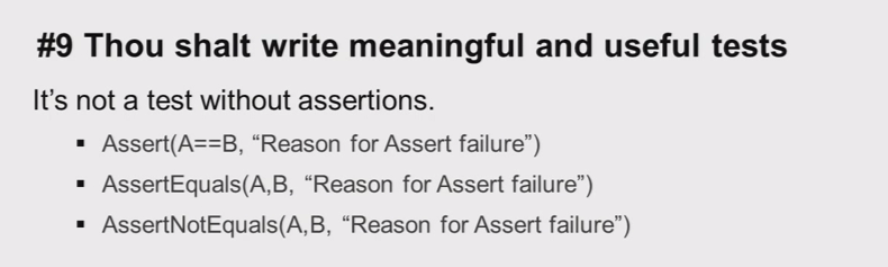 #9 Thou shalt write meaningful and useful tests
It's not a test without assertions.
▪ Assert(A==B, “Reason for Assert failure”)
▪ AssertEquals(A,B, “Reason for Assert failure”)
▪ AssertNotEquals(A,B, “Reason for Assert failure”)